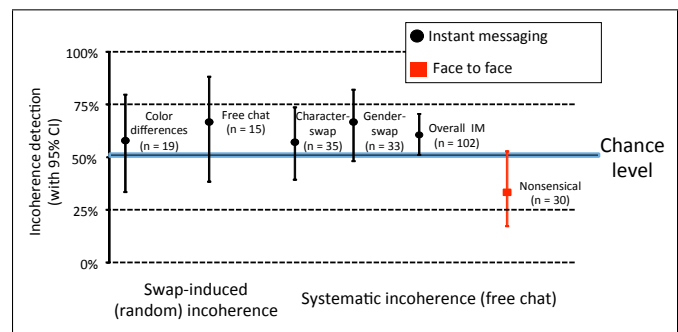 Instant messaging
Face to face
100%
75%
50%
25%
0%
Incoherence detection
(with 95% CI)
Color
differences
(n = 19)
Free chat
(n = 15)
Character-
swap
(n = 35)
Gender-
swap
(n = 33)
Overall IM
(n = 102)
Nonsensical
(n = 30)
Chance
level
Swap-induced
(random) incoherence
Systematic incoherence (free chat)